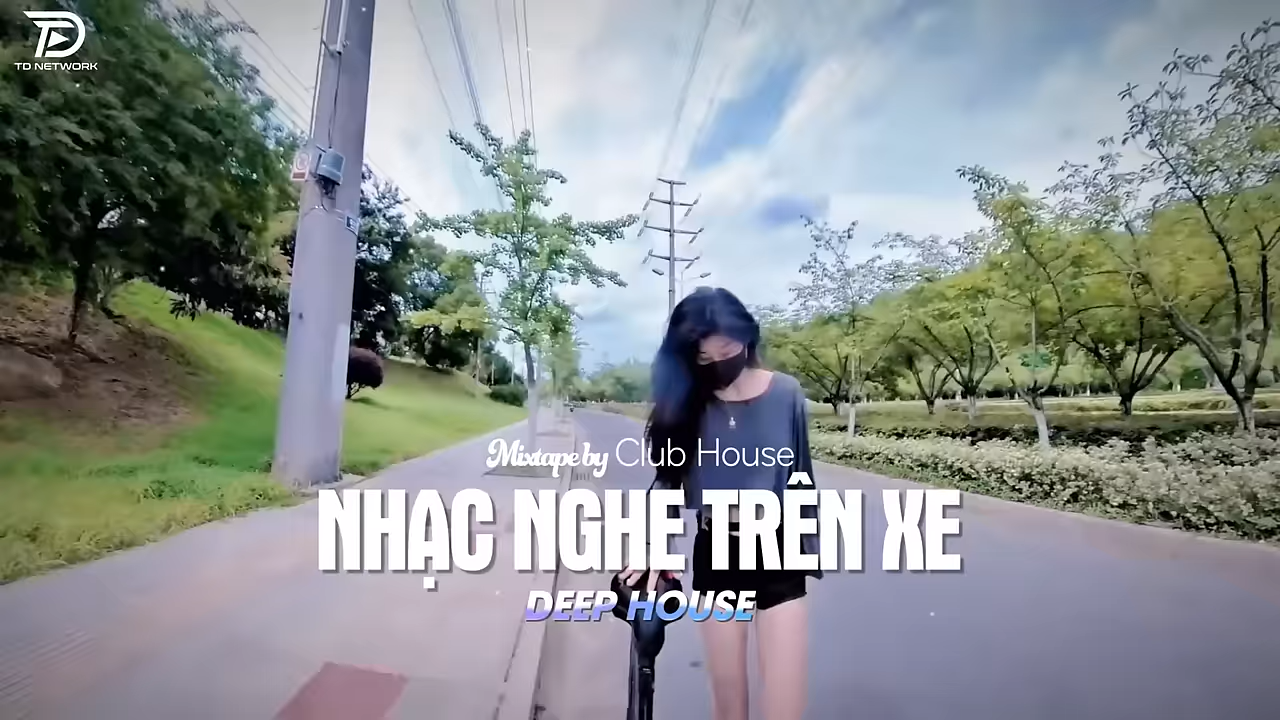 TD NETWORK
Mixtape by Club House
NHẠC NGHE TRÊN XE
DEEP HOUSE